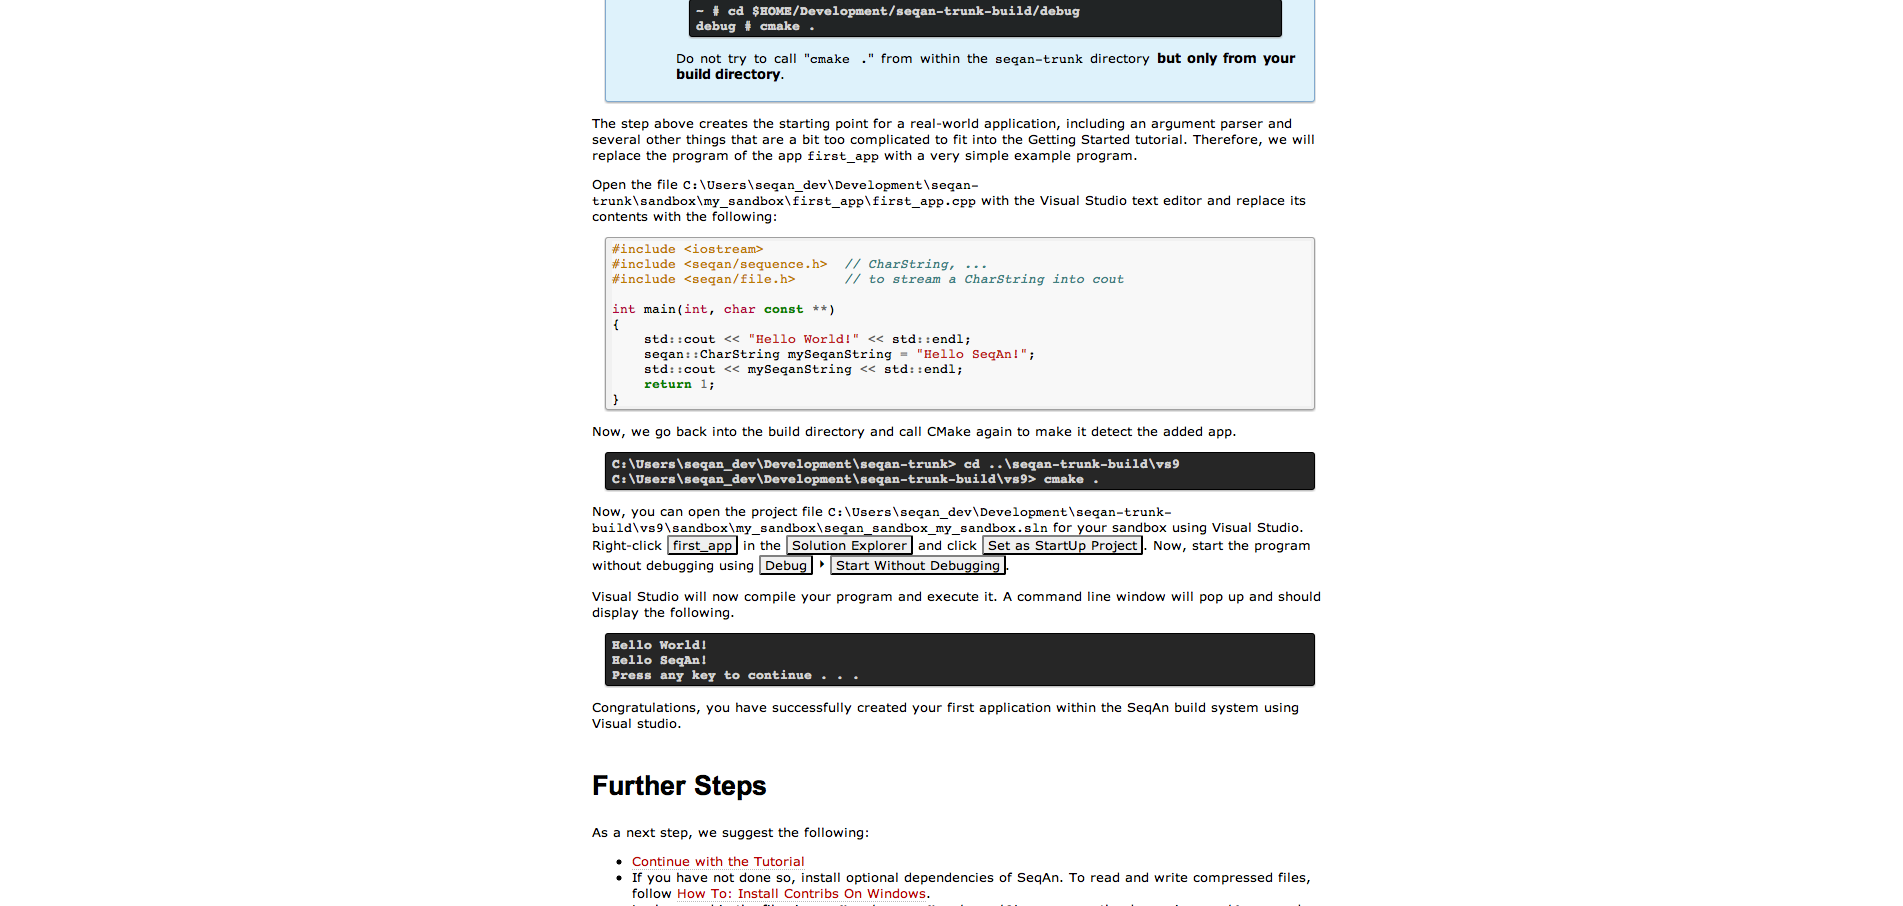 ~ # cd $HOME/Development/seqan-trunk-build/debug
debug # cmake .
Do not try to call "cmake ." from within the seqan-trunk directory but only from your
build directory.
The step above creates the starting point for a real-world application, including an argument parser and
several other things that are a bit too complicated to fit into the Getting Started tutorial. Therefore, we will
replace the program of the app first_app with a very simple example program.
Open the file C:\Users\seqan_dev\Development\seqan-
trunk\sandbox\my_sandbox\first_app\first_app.cpp with the Visual Studio text editor and replace its
contents with the following:
#include <iostream>
#include <seqan/sequence.h>  // CharString, ...
#include <seqan/file.h>      // to stream a CharString into cout
int main(int, char const **)
{
    std::cout << "Hello World!" << std::endl;
    seqan::CharString mySeqanString = "Hello SeqAn!";
    std::cout << mySeqanString << std::endl;
    return 1;
}
Now, we go back into the build directory and call CMake again to make it detect the added app.
C:\Users\seqan_dev\Development\seqan-trunk> cd ..\seqan-trunk-build\vs9
C:\Users\seqan_dev\Development\seqan-trunk-build\vs9> cmake .
Now, you can open the project file C:\Users\seqan_dev\Development\seqan-trunk-
build\vs9\sandbox\my_sandbox\seqan_sandbox_my_sandbox.sln for your sandbox using Visual Studio.
Right-click first_app in the Solution Explorer and click Set as StartUp Project. Now, start the program
without debugging using Debug ‣ Start Without Debugging.
Visual Studio will now compile your program and execute it. A command line window will pop up and should
display the following.
Hello World!
Hello SeqAn!
Press any key to continue . . .
Congratulations, you have successfully created your first application within the SeqAn build system using
Visual studio.
Further Steps
As a next step, we suggest the following:
• Continue with the Tutorial
• If you have not done so, install optional dependencies of SeqAn. To read and write compressed files,
follow How To: Install Contribs On Windows.